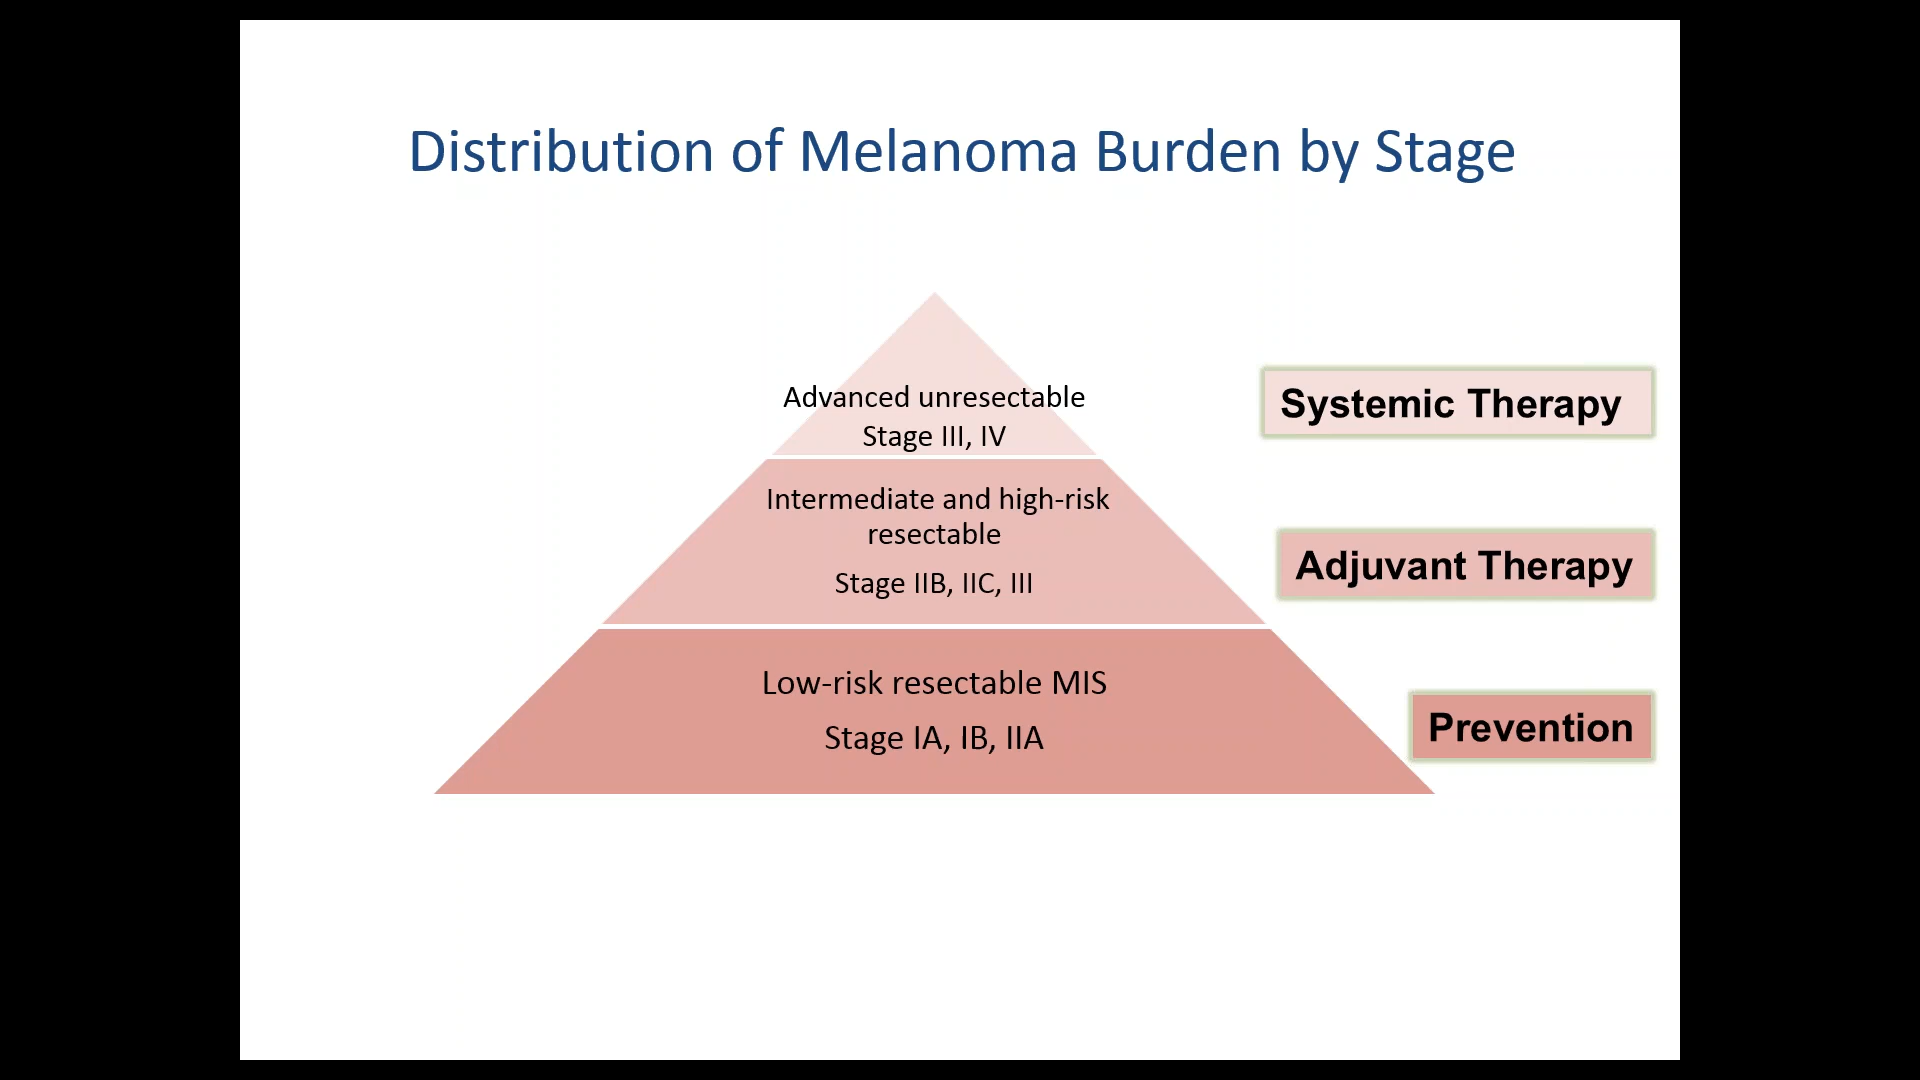 Distribution of Melanoma Burden by Stage
Advanced unresectable
Stage III, IV
Systemic Therapy
Intermediate and high-risk
resectable
Stage IIB, IIC, III
Adjuvant Therapy
Low-risk resectable MIS
Stage IA, IB, IIA
Prevention